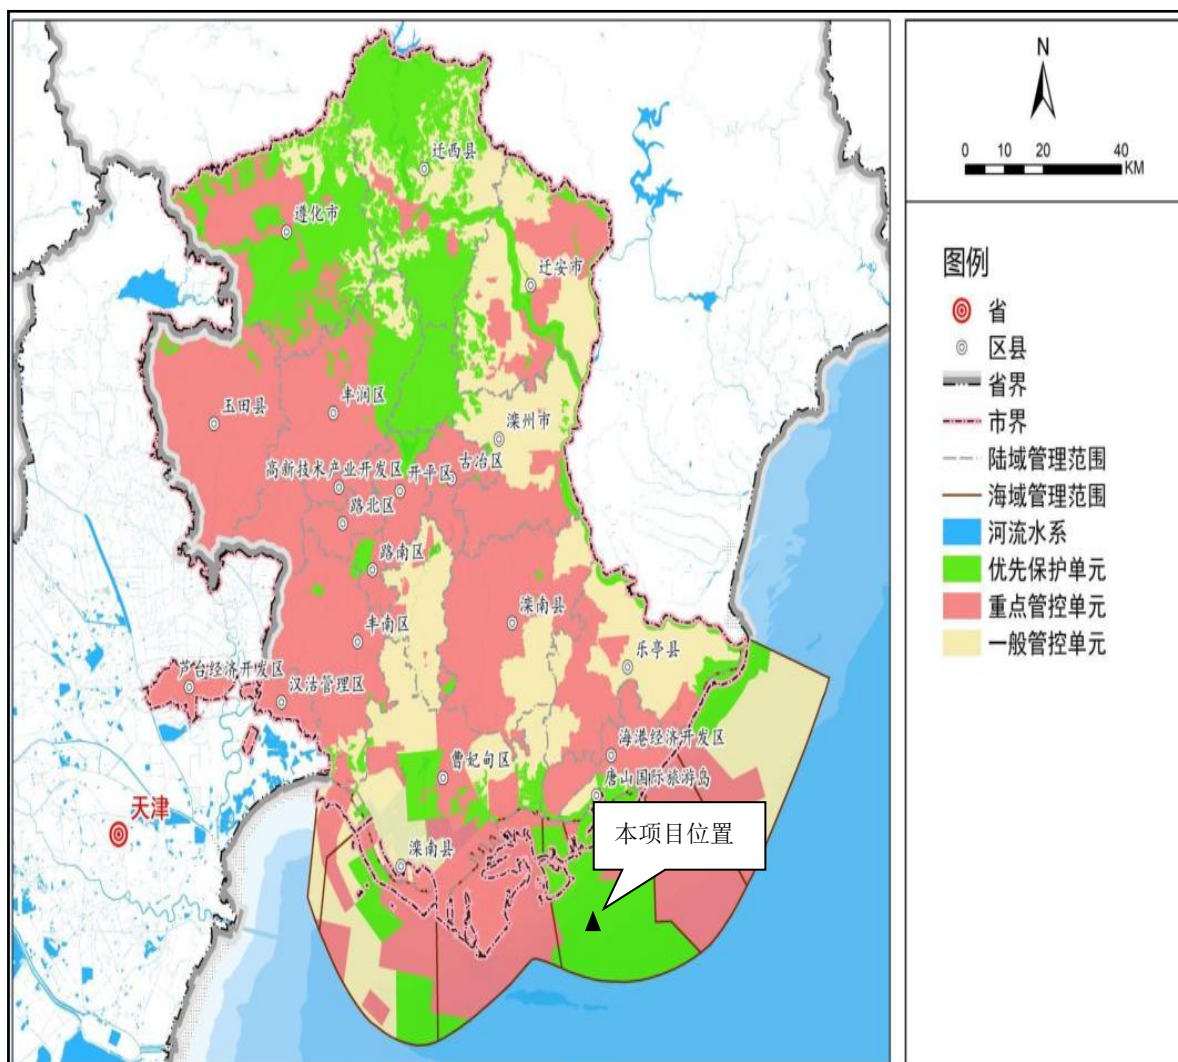 迁西县
遵化市
迁安市
玉田县
丰润区
滦州市
高新技术产业开发区
开平区
古冶区
路北区
路南区
滦南县
丰南区
乐亭县
芦台经济开发区
汉沽管理区
海港经济开发区
曹妃甸区
唐山国际旅游岛
天津
本项目位置
滦南县
N
0 10 20 40
KM
图例
省
区县
省界
市界
陆域管理范围
海域管理范围
河流水系
优先保护单元
重点管控单元
一般管控单元